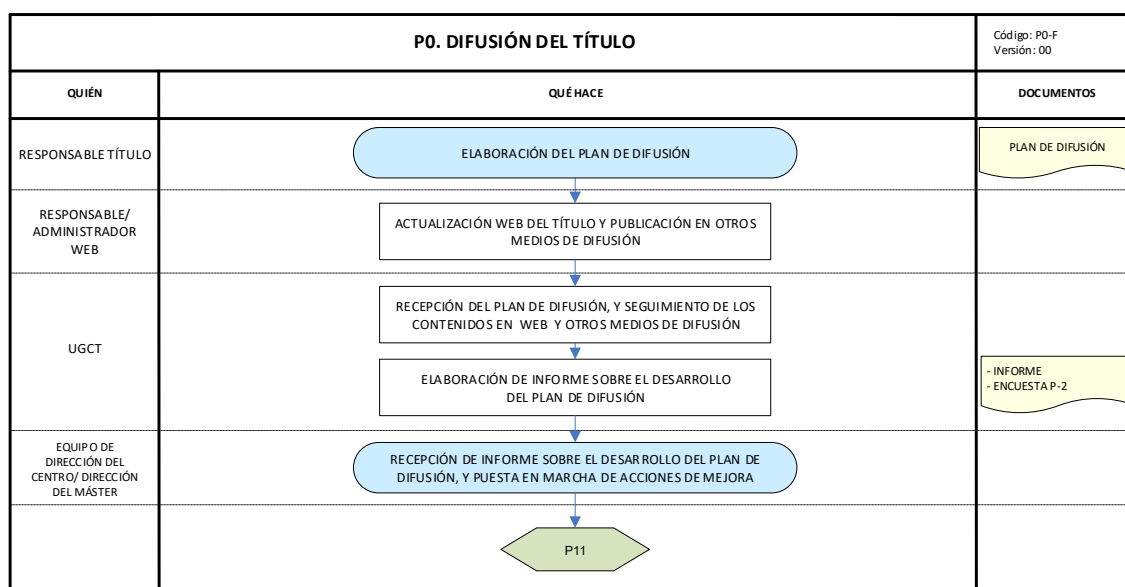 P0. DIFUSIÓN DEL TÍTULO
Código: P0-F
Versión: 00
QUIÉN
QUÉ HACE
DOCUMENTOS
RESPONSABLE TÍTULO
ELABORACIÓN DEL PLAN DE DIFUSIÓN
PLAN DE DIFUSIÓN
RESPONSABLE/
ADMINISTRADOR
WEB
ACTUALIZACIÓN WEB DEL TÍTULO Y PUBLICACIÓN EN OTROS
MEDIOS DE DIFUSIÓN
UGCT
RECEPCIÓN DEL PLAN DE DIFUSIÓN, Y SEGUIMIENTO DE LOS
CONTENIDOS EN WEB Y OTROS MEDIOS DE DIFUSIÓN
ELABORACIÓN DE INFORME SOBRE EL DESARROLLO
DEL PLAN DE DIFUSIÓN
- INFORME
- ENCUESTA P-2
EQUIPO DE
DIRECCIÓN DEL
CENTRO/ DIRECCIÓN
DEL MÁSTER
RECEPCIÓN DE INFORME SOBRE EL DESARROLLO DEL PLAN DE
DIFUSIÓN, Y PUESTA EN MARCHA DE ACCIONES DE MEJORA
P11